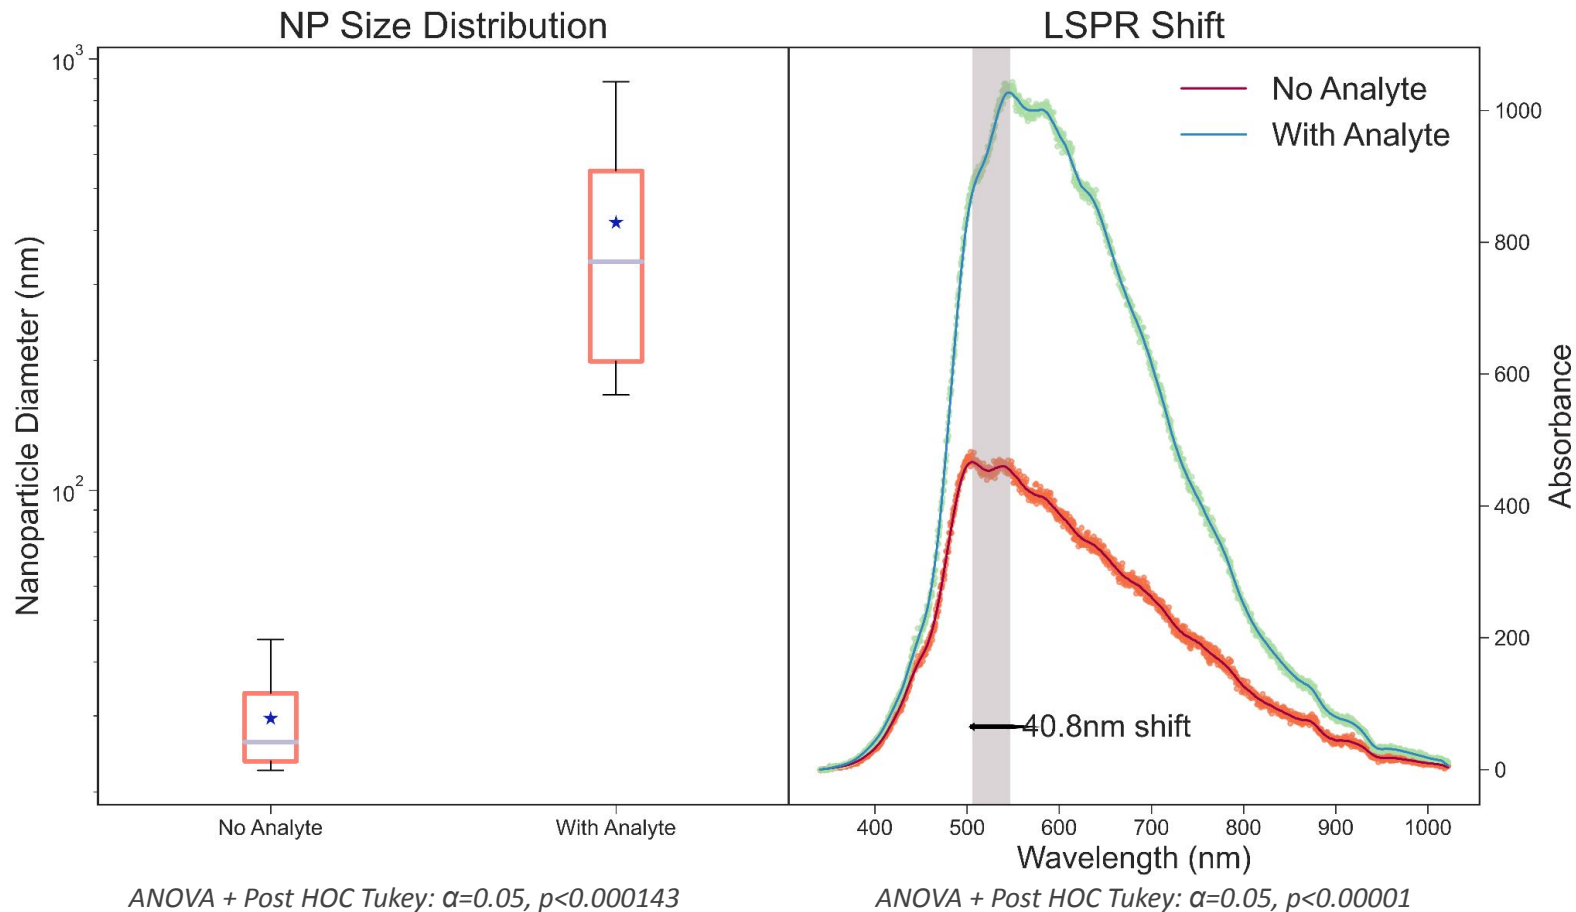 NP Size Distribution
LSPR Shift
Nanoparticle Diameter (nm)
10³
10²
No Analyte
With Analyte
No Analyte
With Analyte
40.8nm shift
1000
800
600
400
200
0
Absorbance
400 500 600 700 800 900 1000
Wavelength (nm)
ANOVA + Post HOC Tukey: α=0.05, p<0.000143
ANOVA + Post HOC Tukey: α=0.05, p<0.00001